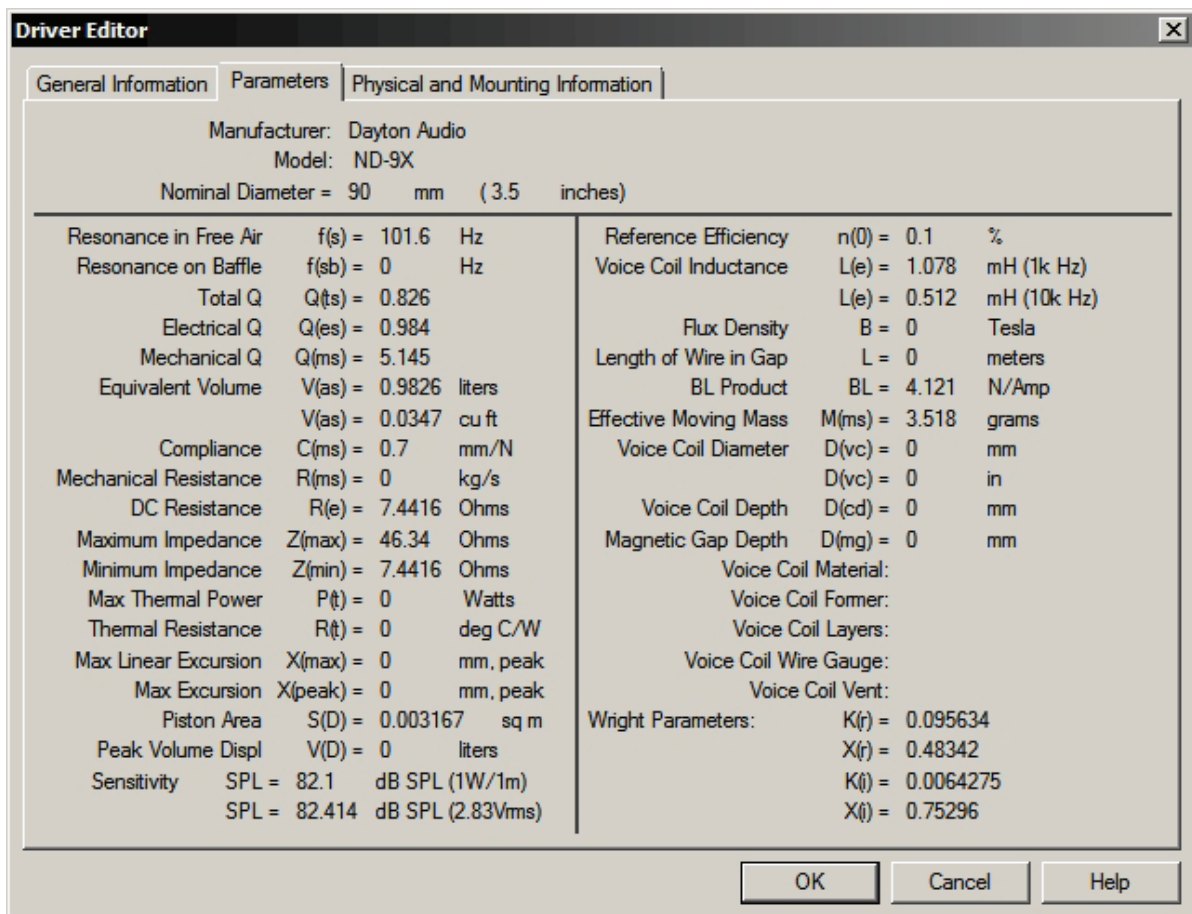 Driver Editor
General Information Parameters Physical and Mounting Information
Manufacturer: Dayton Audio
Model: ND-9X
Nominal Diameter = 90 mm ( 3.5 inches)
Resonance in Free Air f(s) = 101.6 Hz
Resonance on Baffle f(sb) = 0 Hz
Total Q Q(ts) = 0.826
Electrical Q Q(es) = 0.984
Mechanical Q Q(ms) = 5.145
Equivalent Volume V(as) = 0.9826 liters
V(as) = 0.0347 cu ft
Compliance C(ms) = 0.7 mm/N
Mechanical Resistance R(ms) = 0 kg/s
DC Resistance R(e) = 7.4416 Ohms
Maximum Impedance Z(max) = 46.34 Ohms
Minimum Impedance Z(min) = 7.4416 Ohms
Max Thermal Power P(t) = 0 Watts
Thermal Resistance R(t) = 0 deg C/W
Max Linear Excursion X(max) = 0 mm, peak
Max Excursion X(peak) = 0 mm, peak
Piston Area S(D) = 0.003167 sq m
Peak Volume Displ V(D) = 0 liters
Sensitivity SPL = 82.1 dB SPL (1W/1m)
SPL = 82.414 dB SPL (2.83Vrms)
Reference Efficiency n(0) = 0.1 %
Voice Coil Inductance L(e) = 1.078 mH (1k Hz)
L(e) = 0.512 mH (10k Hz)
Flux Density B = 0 Tesla
Length of Wire in Gap L = 0 meters
BL Product BL = 4.121 N/Amp
Effective Moving Mass M(ms) = 3.518 grams
Voice Coil Diameter D(vc) = 0 mm
D(vc) = 0 in
Voice Coil Depth D(cd) = 0 mm
Magnetic Gap Depth D(mg) = 0 mm
Voice Coil Material:
Voice Coil Former:
Voice Coil Layers:
Voice Coil Wire Gauge:
Voice Coil Vent:
Wright Parameters: K(r) = 0.095634
X(r) = 0.48342
K(i) = 0.0064275
X(i) = 0.75296
OK Cancel Help